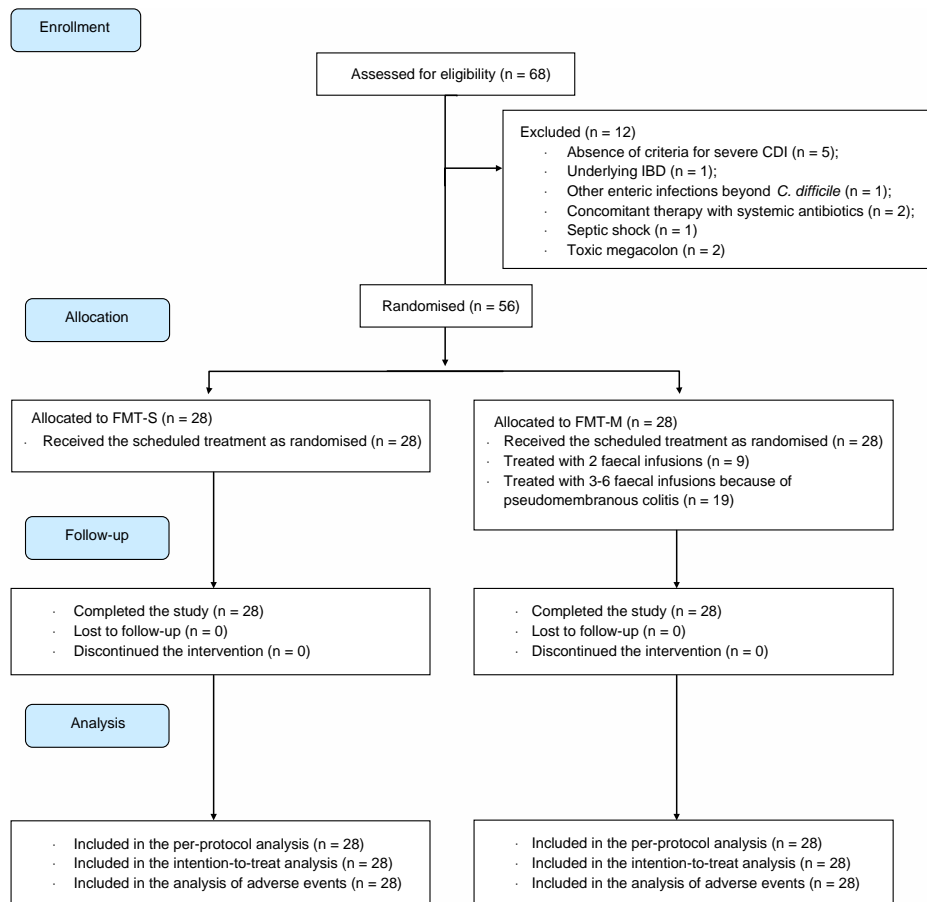 Enrollment
Assessed for eligibility (n = 68)
Excluded (n = 12)
· Absence of criteria for severe CDI (n = 5);
· Underlying IBD (n = 1);
· Other enteric infections beyond C. difficile (n = 1);
· Concomitant therapy with systemic antibiotics (n = 2);
· Septic shock (n = 1)
· Toxic megacolon (n = 2)
Randomised (n = 56)
Allocation
Allocated to FMT-S (n = 28)
· Received the scheduled treatment as randomised (n = 28)
Allocated to FMT-M (n = 28)
· Received the scheduled treatment as randomised (n = 28)
· Treated with 2 faecal infusions (n = 9)
· Treated with 3-6 faecal infusions because of
pseudomembranous colitis (n = 19)
Follow-up
· Completed the study (n = 28)
· Lost to follow-up (n = 0)
· Discontinued the intervention (n = 0)
· Completed the study (n = 28)
· Lost to follow-up (n = 0)
· Discontinued the intervention (n = 0)
Analysis
· Included in the per-protocol analysis (n = 28)
· Included in the intention-to-treat analysis (n = 28)
· Included in the analysis of adverse events (n = 28)
· Included in the per-protocol analysis (n = 28)
· Included in the intention-to-treat analysis (n = 28)
· Included in the analysis of adverse events (n = 28)